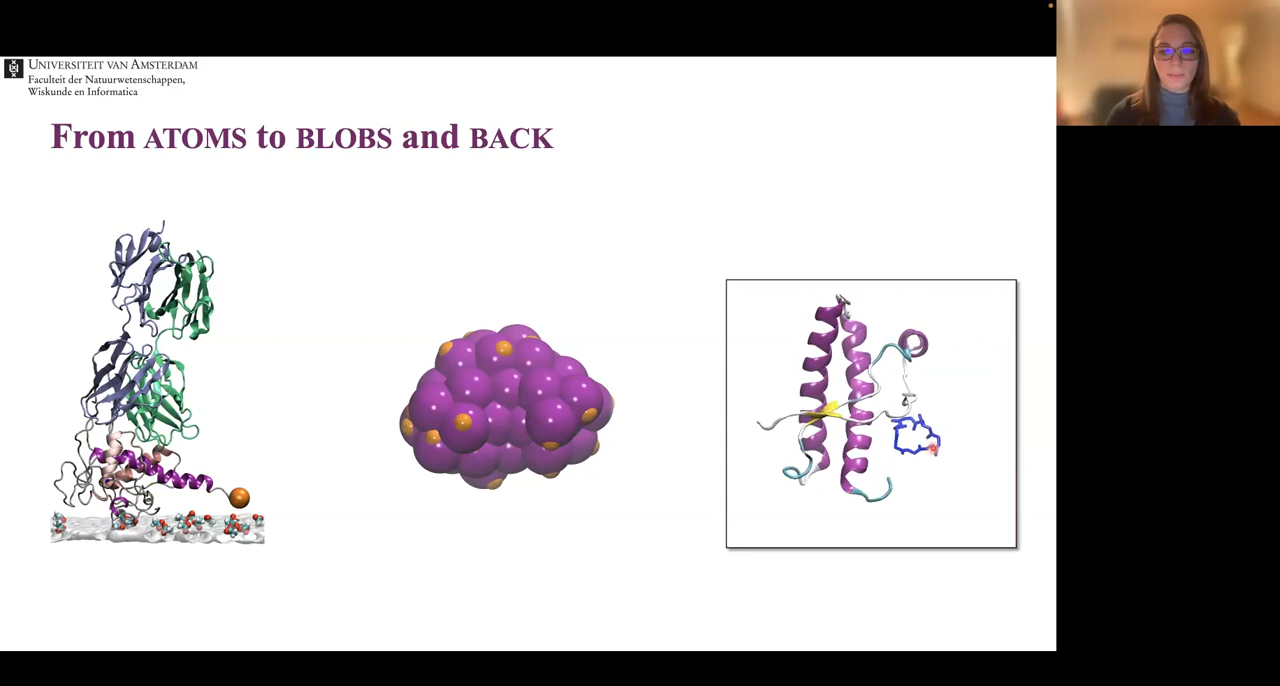 UNIVERSITEIT VAN AMSTERDAM
Faculteit der Natuurwetenschappen,
Wiskunde en Informatica
From ATOMS to BLOBS and BACK